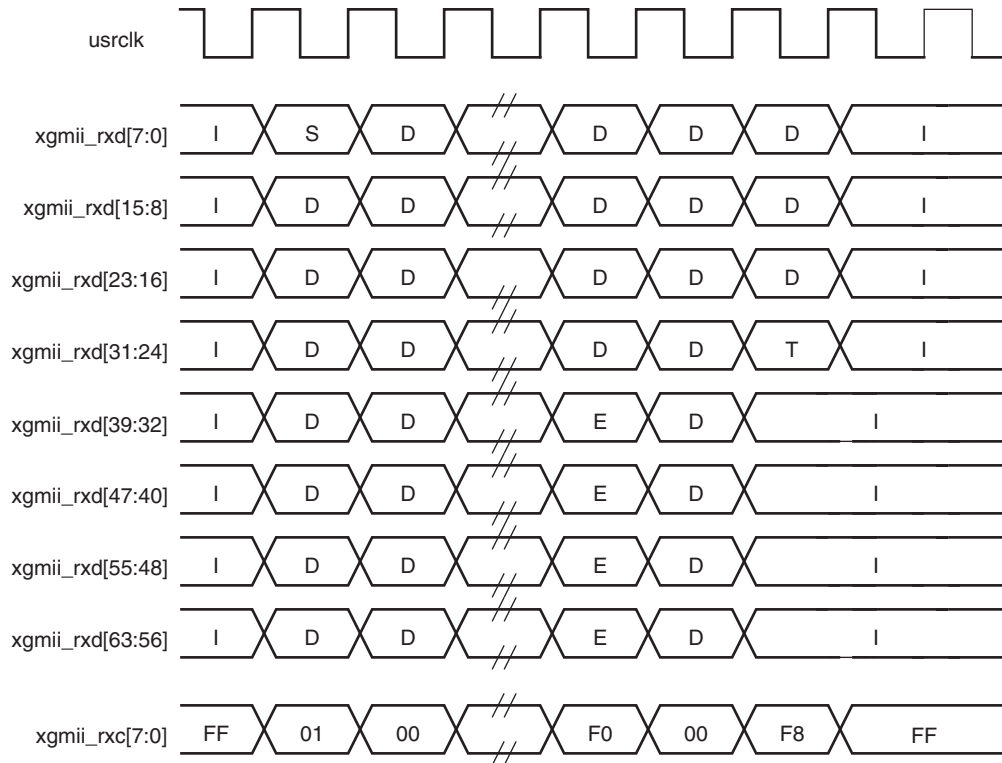 usrclk
xgmii_rxd[7:0] I S D D D D I
xgmii_rxd[15:8] I D D D D D I
xgmii_rxd[23:16] I D D D D D I
xgmii_rxd[31:24] I D D D D T I
xgmii_rxd[39:32] I D D E D I
xgmii_rxd[47:40] I D D E D I
xgmii_rxd[55:48] I D D E D I
xgmii_rxd[63:56] I D D E D I
xgmii_rxc[7:0] FF 01 00 F0 00 F8 FF